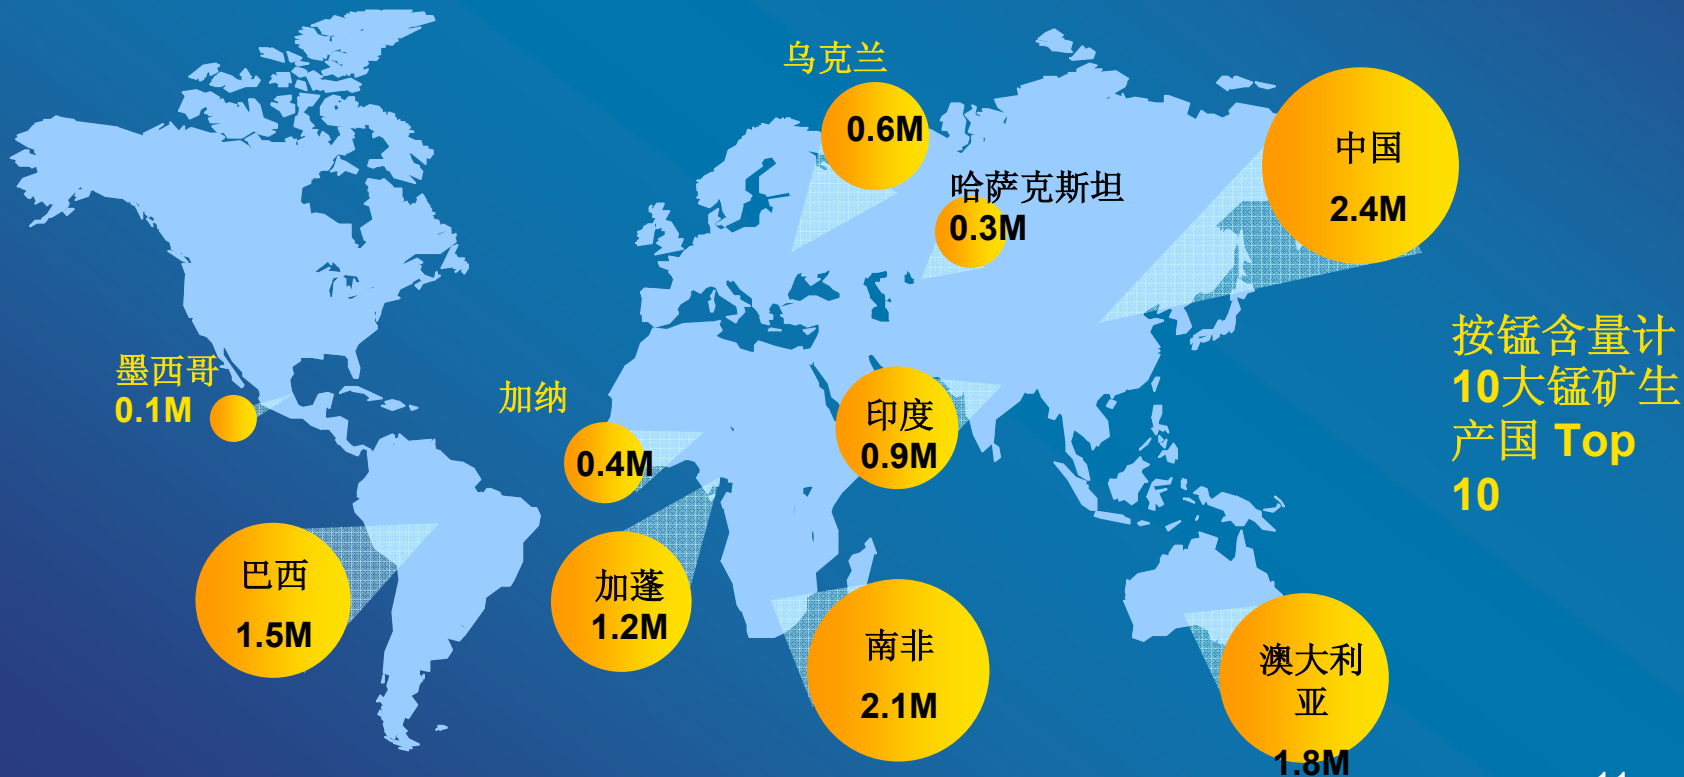 乌克兰
0.6M
中国
2.4M
哈萨克斯坦
0.3M
墨西哥
0.1M
加纳
0.4M
印度
0.9M
按锰含量计
10大锰矿生
产国 Top
10
巴西
1.5M
加蓬
1.2M
南非
2.1M
澳大利
亚
1.8M